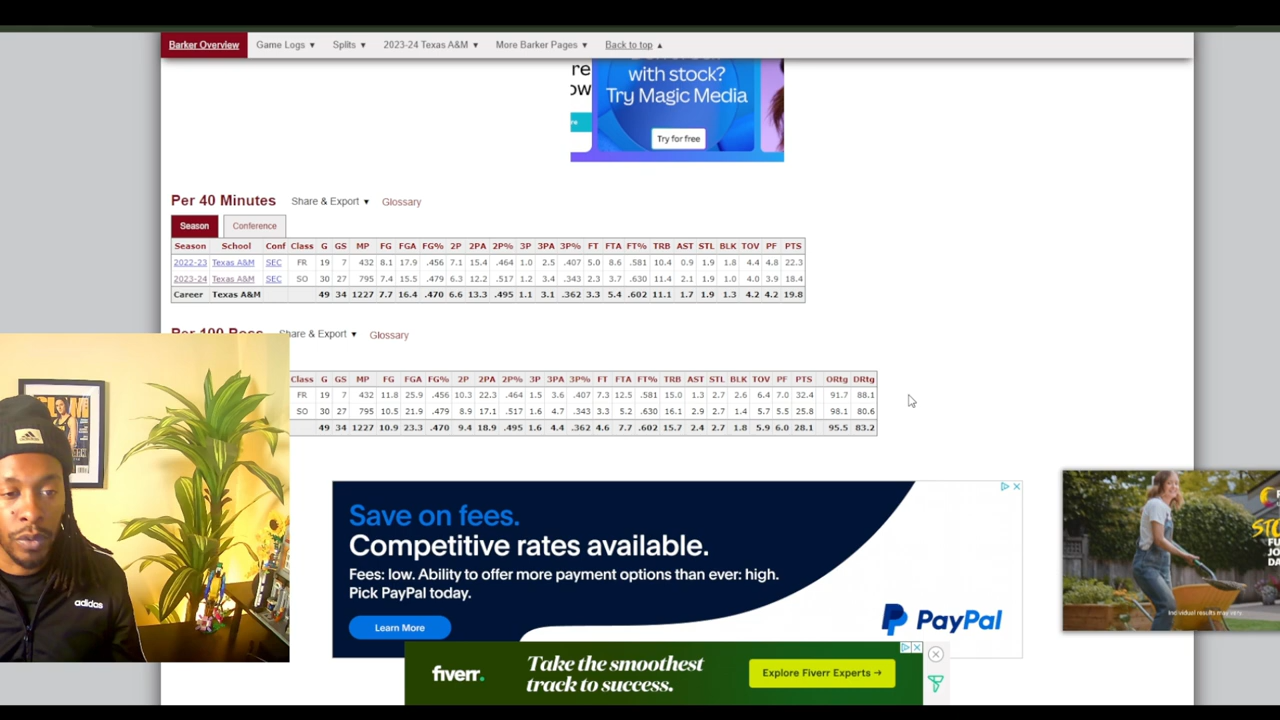 Barker Overview Game Logs ▼ Splits ▼ 2023-24 Texas A&M ▼ More Barker Pages ▼ Back to top ▲
re
with stock?
ow
Try Magic Media
re
Try for free
Per 40 Minutes Share & Export ▼ Glossary
Season Conference
Season School Conf Class G GS MP FG FGA FG% 2P 2PA 2P% 3P 3PA 3P% FT FTA FT% TRB AST STL BLK TOV PF PTS
2022-23 Texas A&M SEC FR 19 7 432 8.1 17.9 .456 7.1 15.4 .464 1.0 2.5 .407 5.0 8.6 .581 10.4 0.9 1.9 1.8 4.4 4.8 22.3
2023-24 Texas A&M SEC SO 30 27 795 7.4 15.5 .479 6.3 12.2 .517 1.2 3.4 .343 2.3 3.7 .630 11.4 2.1 1.9 1.0 4.0 3.9 18.4
Career Texas A&M 49 34 1227 7.7 16.4 .470 6.6 13.3 .495 1.1 3.1 .362 3.3 5.4 .602 11.1 1.7 1.9 1.3 4.2 4.2 19.8
Per 100 Poss Share & Export ▼ Glossary
Class G GS MP FG FGA FG% 2P 2PA 2P% 3P 3PA 3P% FT FTA FT% TRB AST STL BLK TOV PF PTS ORtg DRtg
FR 19 7 432 11.8 25.9 .456 10.3 22.3 .464 1.5 3.6 .407 7.3 12.5 .581 15.0 1.3 2.7 2.6 6.4 7.0 32.4 91.7 88.1
SO 30 27 795 10.5 21.9 .479 8.9 17.1 .517 1.6 4.7 .343 3.3 5.2 .630 16.1 2.9 2.7 1.4 5.7 5.5 25.8 98.1 80.6
49 34 1227 10.9 23.3 .470 9.4 18.9 .495 1.6 4.4 .362 4.6 7.7 .602 15.7 2.4 2.7 1.8 5.9 6.0 28.1 95.5 83.2
SLAM
adidas
Save on fees.
Competitive rates available.
Fees: low. Ability to offer more payment options than ever: high.
Pick PayPal today.
Learn More
PayPal
Individual results may vary.
fiverr.
Take the smoothest
track to success.
Explore Fiverr Experts →